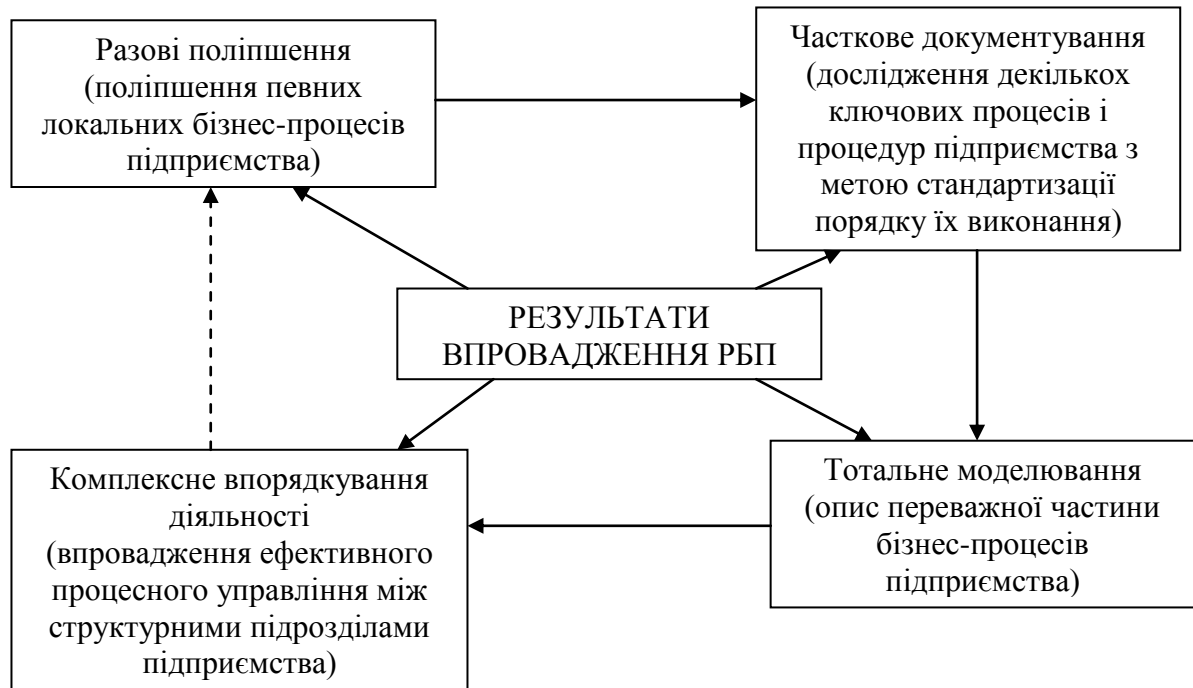 Разові поліпшення
(поліпшення певних
локальних бізнес-процесів
підприємства)
Часткове документування
(дослідження декількох
ключових процесів і
процедур підприємства з
метою стандартизації
порядку їх виконання)
РЕЗУЛЬТАТИ
ВПРОВАДЖЕННЯ РБП
Комплексне впорядкування
діяльності
(впровадження ефективного
процесного управління між
структурними підрозділами
підприємства)
Тотальне моделювання
(опис переважної частини
бізнес-процесів
підприємства)